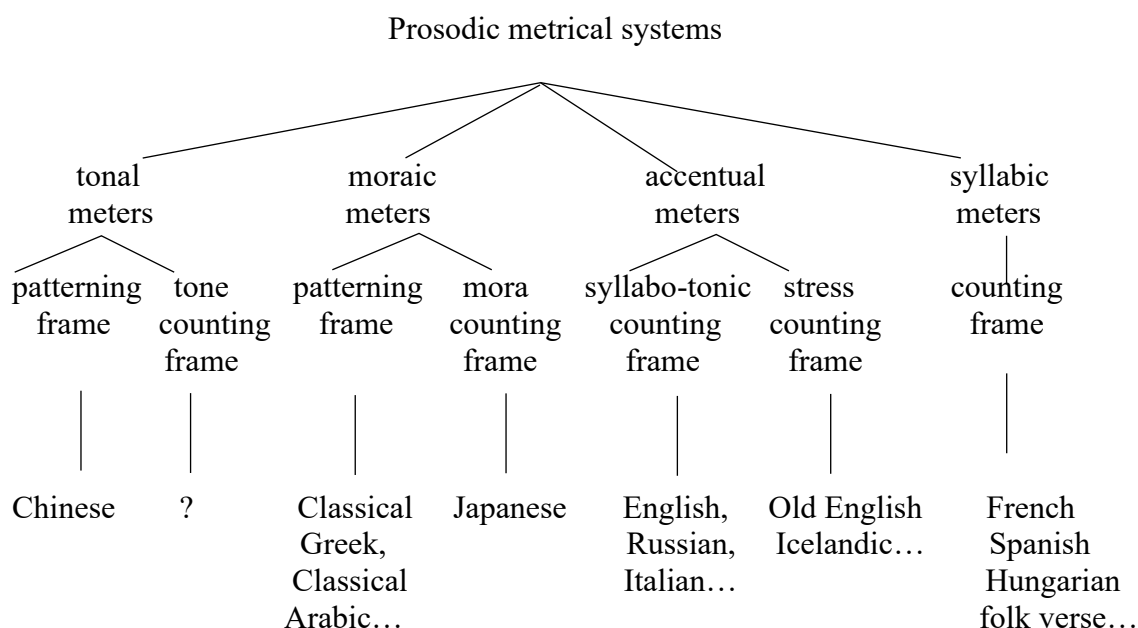 Prosodic metrical systems
tonal
meters
moraic
meters
accentual
meters
syllabic
meters
patterning
frame
tone
counting
frame
patterning
frame
mora
counting
frame
syllabo-tonic
counting
frame
stress
counting
frame
counting
frame
Chinese
?
Classical
Greek,
Classical
Arabic…
Japanese
English,
Russian,
Italian…
Old English
Icelandic…
French
Spanish
Hungarian
folk verse…